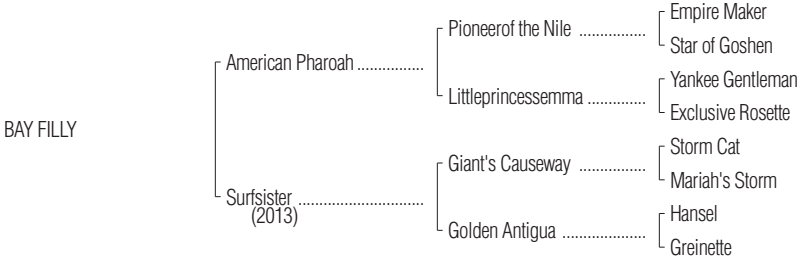 Empire Maker
Pioneerof the Nile ................
Star of Goshen
American Pharoah ................
Yankee Gentleman
Littleprincessemma ..............
Exclusive Rosette
BAY FILLY
Storm Cat
Giant's Causeway ................
Mariah's Storm
Surfsister ..............................
(2013)
Hansel
Golden Antigua ....................
Greinette